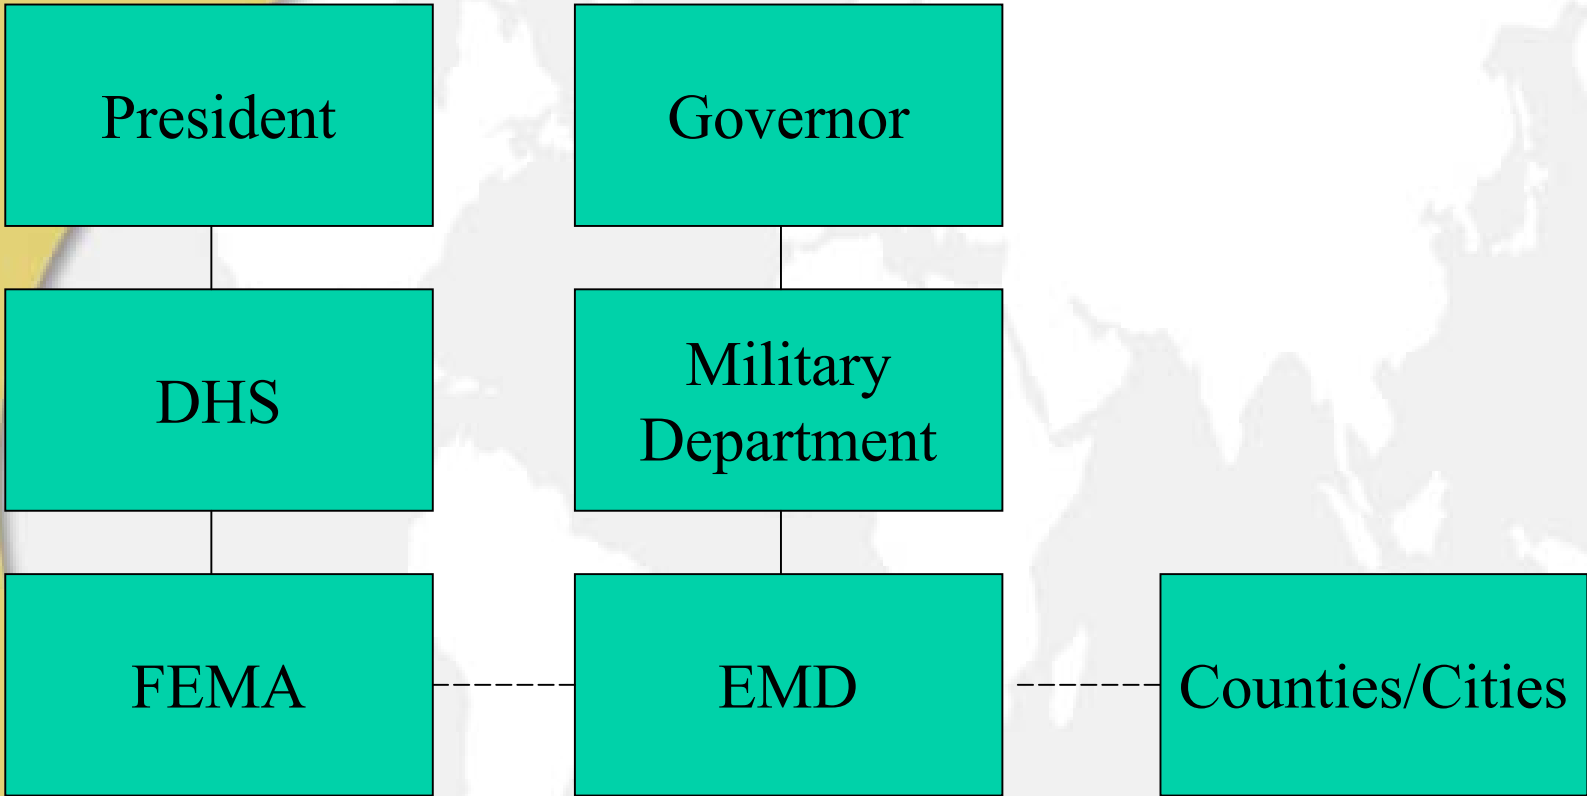 President
Governor
DHS
Military
Department
FEMA
EMD
Counties/Cities